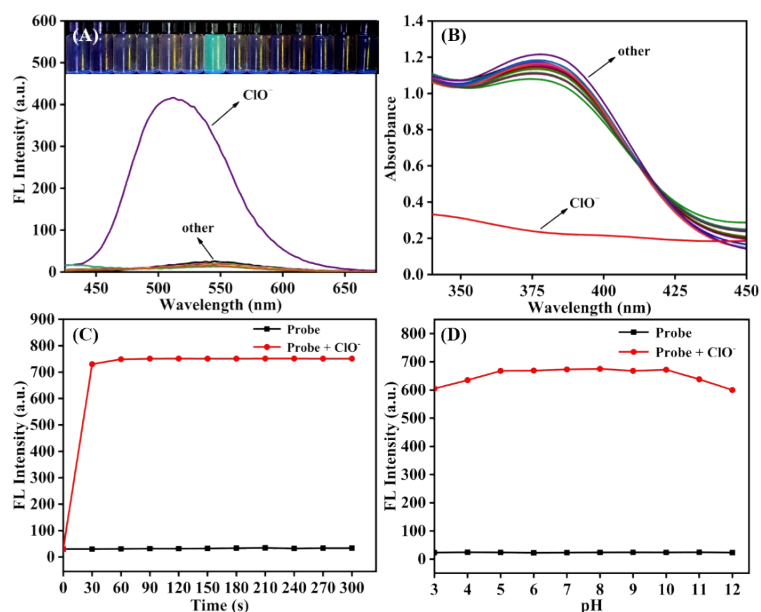 600
(A)
500
400
300
200
100
0
FL Intensity (a.u.)
ClO⁻
other
450 500 550 600 650
Wavelength (nm)
1.4
(B)
1.2
1.0
0.8
0.6
0.4
0.2
0.0
Absorbance
other
ClO⁻
350 375 400 425 450
Wavelength (nm)
900
(C)
800
700
600
500
400
300
200
100
0
FL Intensity (a.u.)
Probe
Probe + ClO⁻
0 30 60 90 120 150 180 210 240 270 300
Time (s)
800
(D)
700
600
500
400
300
200
100
0
FL Intensity (a.u.)
Probe
Probe + ClO⁻
3 4 5 6 7 8 9 10 11 12
pH